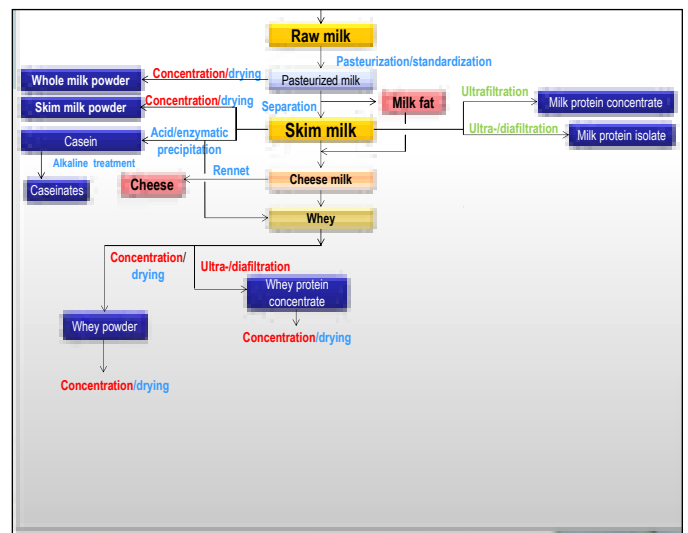 Raw milk
Pasteurization/standardization
Whole milk powder
Concentration/drying
Pasteurized milk
Skim milk powder
Concentration/drying
Separation
Milk fat
Ultrafiltration
Milk protein concentrate
Casein
Acid/enzymatic
precipitation
Skim milk
Ultra-/diafiltration
Milk protein isolate
Alkaline treatment
Caseinates
Cheese
Rennet
Cheese milk
Whey
Concentration/
drying
Ultra-/diafiltration
Whey protein
concentrate
Whey powder
Concentration/drying
Concentration/drying